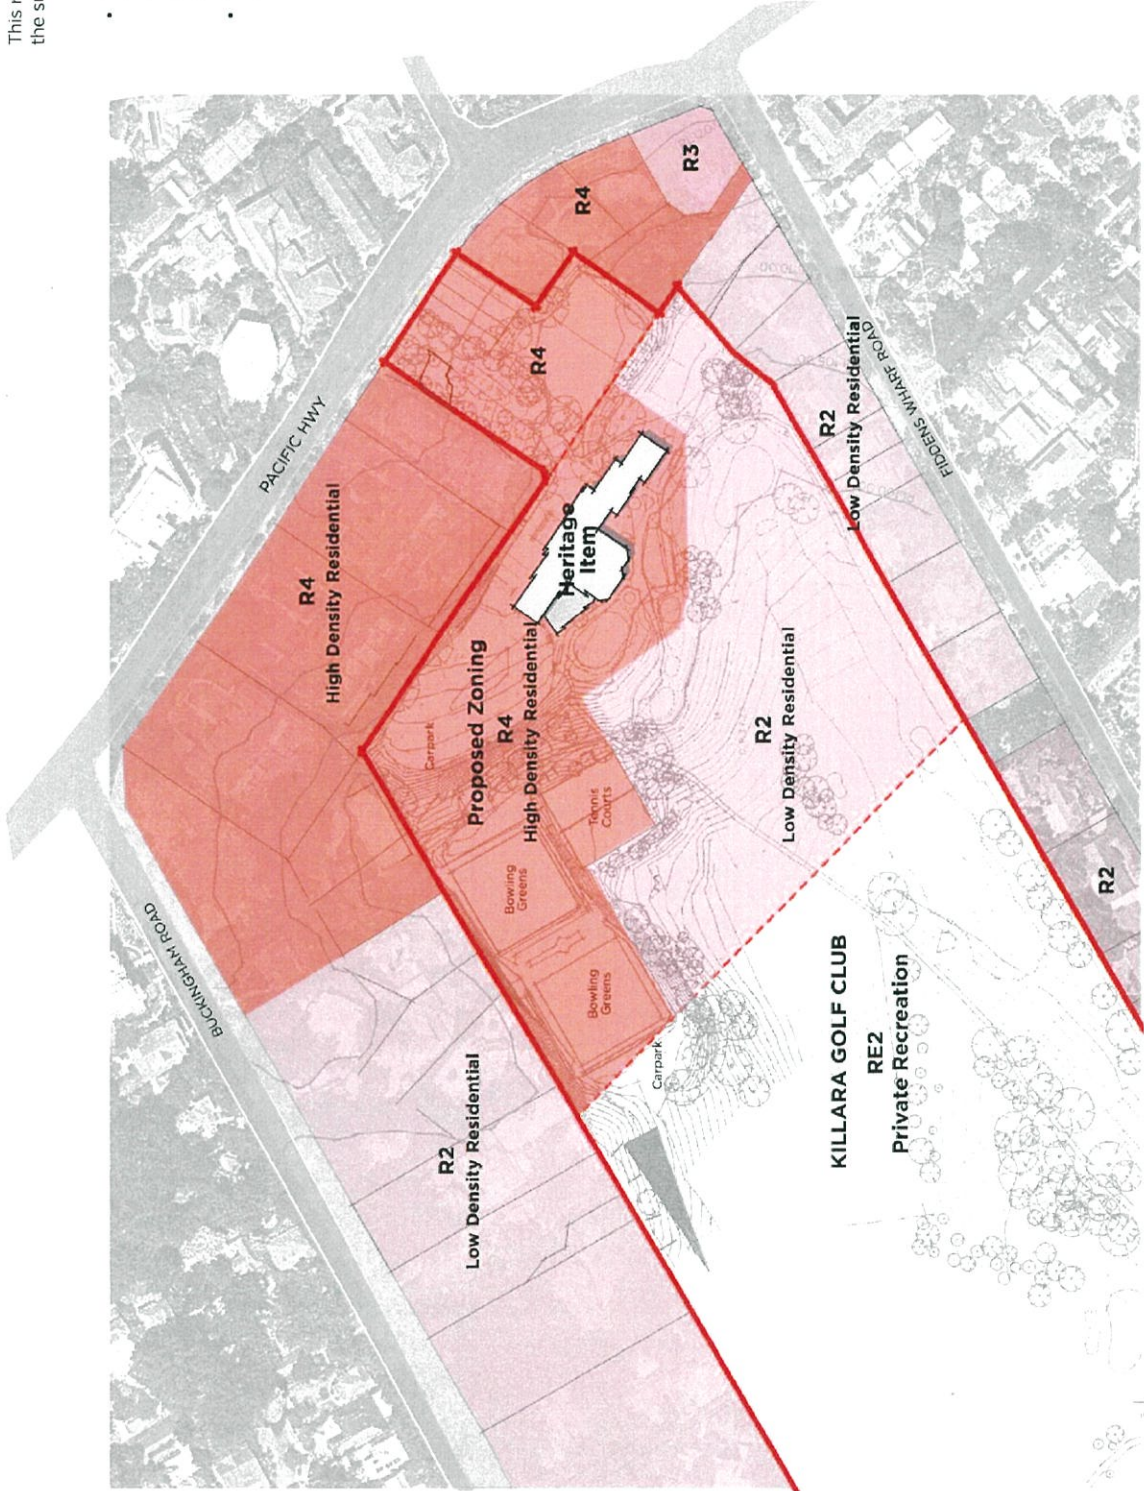 This
the
PACIFIC HWY
BUCKINGHAM ROAD
FIDDENS WHARF ROAD
R3
R4
R4
R4
High Density Residential
Heritage
Item
Proposed Zoning
R4
High Density Residential
Carpark
Tennis
Courts
Bowling
Greens
Bowling
Greens
Carpark
R2
Low Density Residential
R2
Low Density Residential
R2
Low Density Residential
R2
KILLARA GOLF CLUB
RE2
Private Recreation